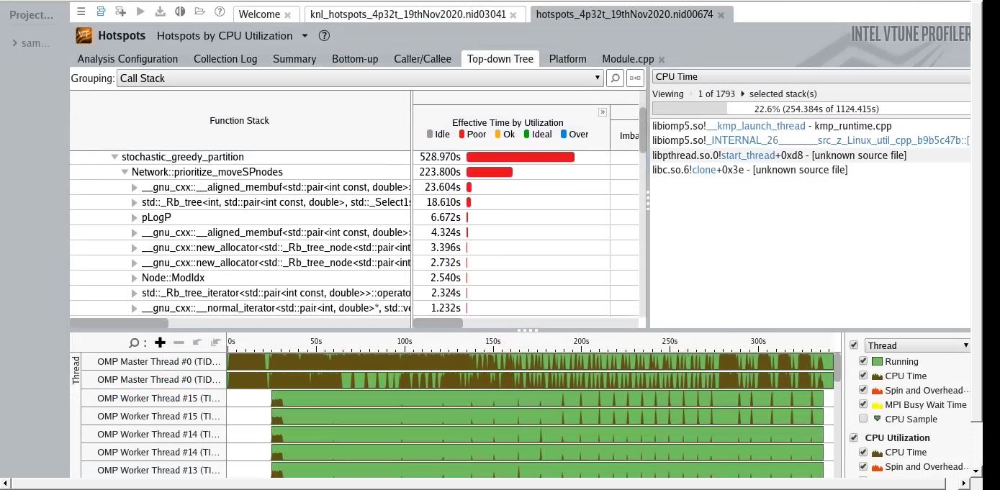 Project...
sam...
Welcome
knl_hotspots_4p32t_19thNov2020.nid03041
hotspots_4p32t_19thNov2020.nid00674
Hotspots Hotspots by CPU Utilization
INTEL VTUNE PROFILER
Analysis Configuration Collection Log Summary Bottom-up Caller/Callee Top-down Tree Platform Module.cpp
Grouping: Call Stack
Function Stack
Effective Time by Utilization
Idle Poor Ok Ideal Over
Imba
stochastic_greedy_partition 528.970s
Network::prioritize_moveSPnodes 223.800s
__gnu_cxx::__aligned_membuf<std::pair<int const, double>> 23.604s
std::_Rb_tree<int, std::pair<int const, double>, std::_Select1s 18.610s
pLogP 6.672s
__gnu_cxx::__aligned_membuf<std::pair<int const, double>> 4.324s
__gnu_cxx::new_allocator<std::_Rb_tree_node<std::pair<int 3.396s
__gnu_cxx::new_allocator<std::_Rb_tree_node<std::pair<int 2.732s
Node::ModIdx 2.540s
std::_Rb_tree_iterator<std::pair<int const, double>>::operato 2.324s
__gnu_cxx::__normal_iterator<std::pair<int, double>*, std::ve 1.232s
CPU Time
Viewing 1 of 1793 selected stack(s)
22.6% (254.384s of 1124.415s)
libiomp5.so!__kmp_launch_thread - kmp_runtime.cpp
libiomp5.so!_INTERNAL_26________src_z_Linux_util_cpp_b9b5c47b::[
libpthread.so.0!start_thread+0xd8 - [unknown source file]
libc.so.6!clone+0x3e - [unknown source file]
0s 50s 100s 150s 200s 250s 300s
Thread
OMP Master Thread #0 (TID...
OMP Master Thread #0 (TID...
OMP Worker Thread #15 (TI...
OMP Worker Thread #15 (TI...
OMP Worker Thread #14 (TI...
OMP Worker Thread #14 (TI...
OMP Worker Thread #13 (TI...
Thread
Running
CPU Time
Spin and Overhead...
MPI Busy Wait Time
CPU Sample
CPU Utilization
CPU Time
Spin and Overhead...